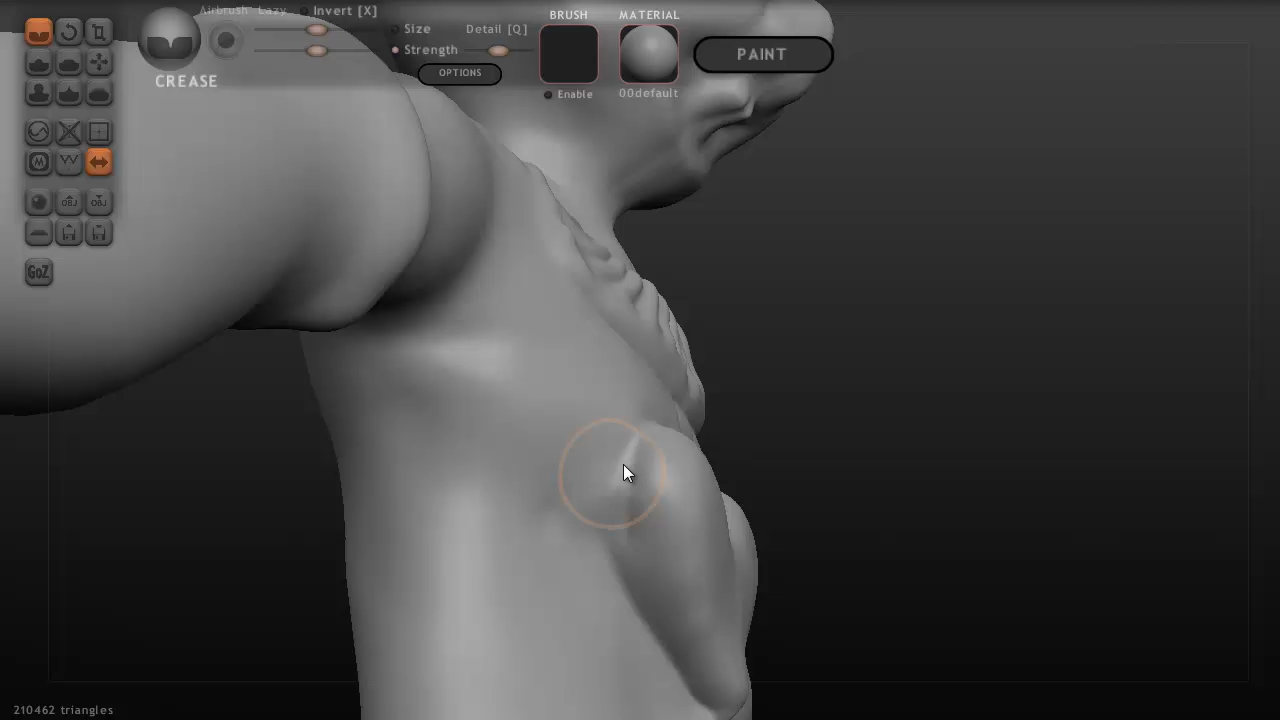 Airbrush Lazy Invert [X]
BRUSH MATERIAL
Size Detail [Q]
Strength
PAINT
OPTIONS
CREASE
Enable 00default
M
OBJ OBJ
GoZ
210462 triangles